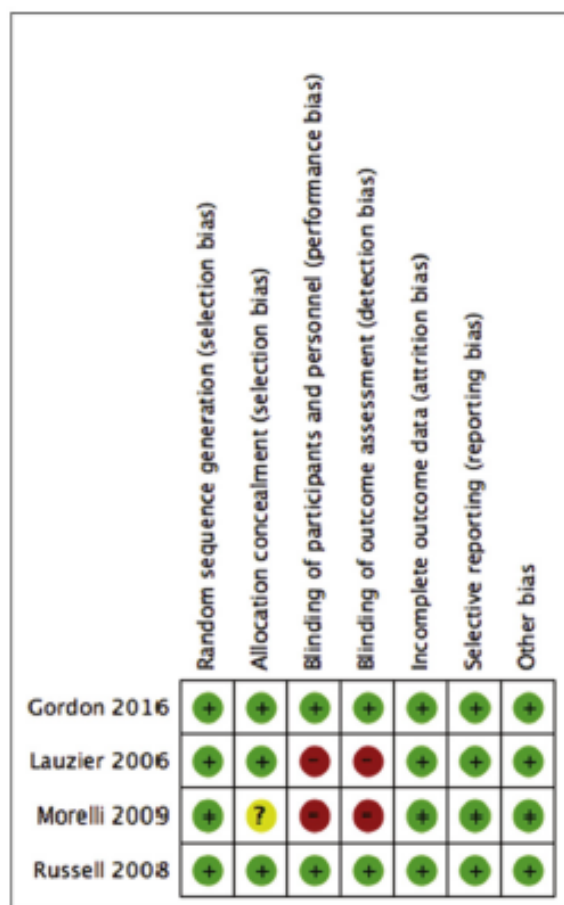 Random sequence generation (selection bias)
Allocation concealment (selection bias)
Blinding of participants and personnel (performance bias)
Blinding of outcome assessment (detection bias)
Incomplete outcome data (attrition bias)
Selective reporting (reporting bias)
Other bias
Gordon 2016 + + + + + + +
Lauzier 2006 + + - - + + +
Morelli 2009 + ? - - + + +
Russell 2008 + + + + + + +